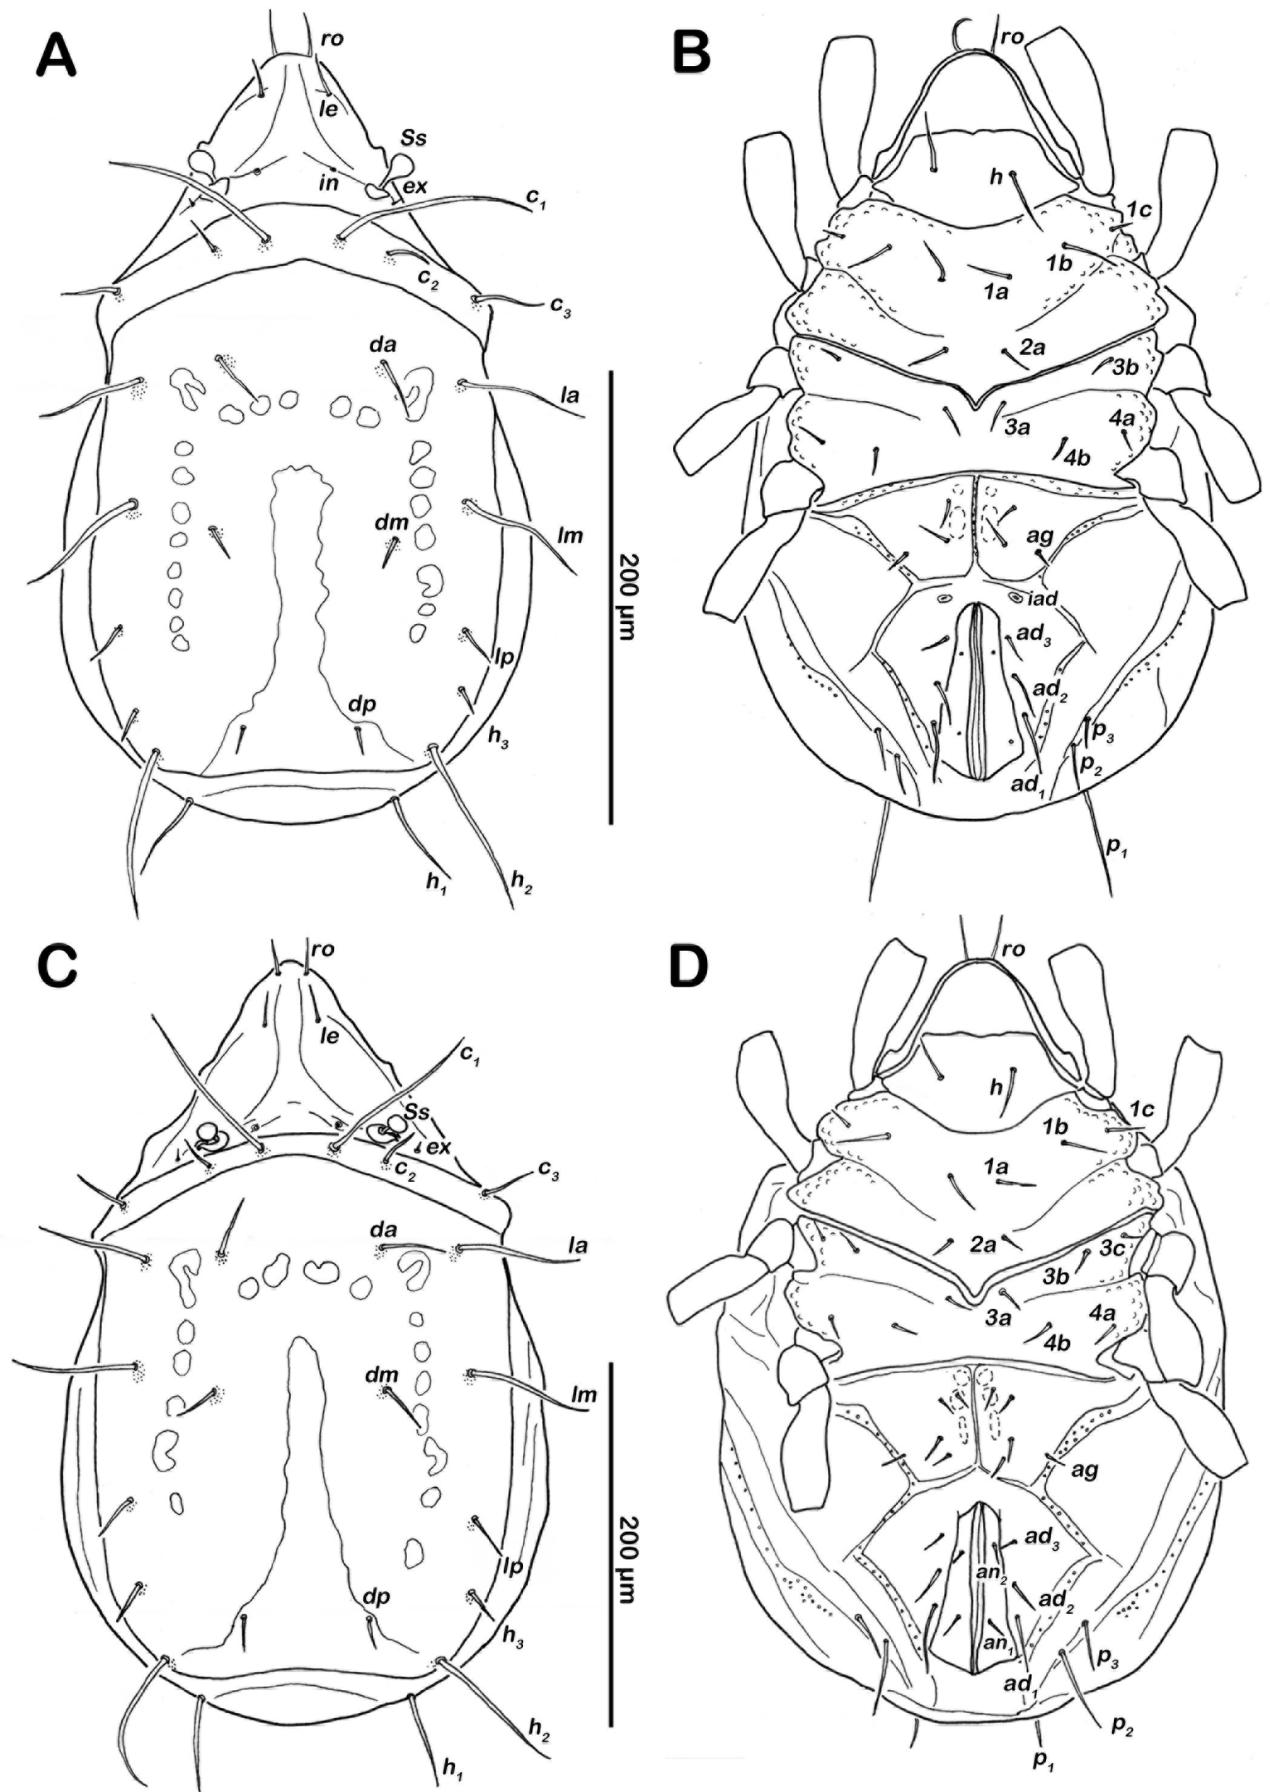 A
ro
le
Ss
in
ex
c1
c2
c3
da
la
dm
lm
lp
dp
h3
h1
h2
200 µm
B
ro
h
1c
1b
1a
2a
3b
3a
4a
4b
ag
iad
ad3
ad2
p3
p2
ad1
p1
C
ro
le
c1
Ss
ex
c2
c3
da
la
dm
lm
lp
dp
h3
h2
h1
200 µm
D
ro
h
1c
1b
1a
2a
3c
3b
3a
4a
4b
ag
ad3
an2
ad2
an1
p3
ad1
p2
p1